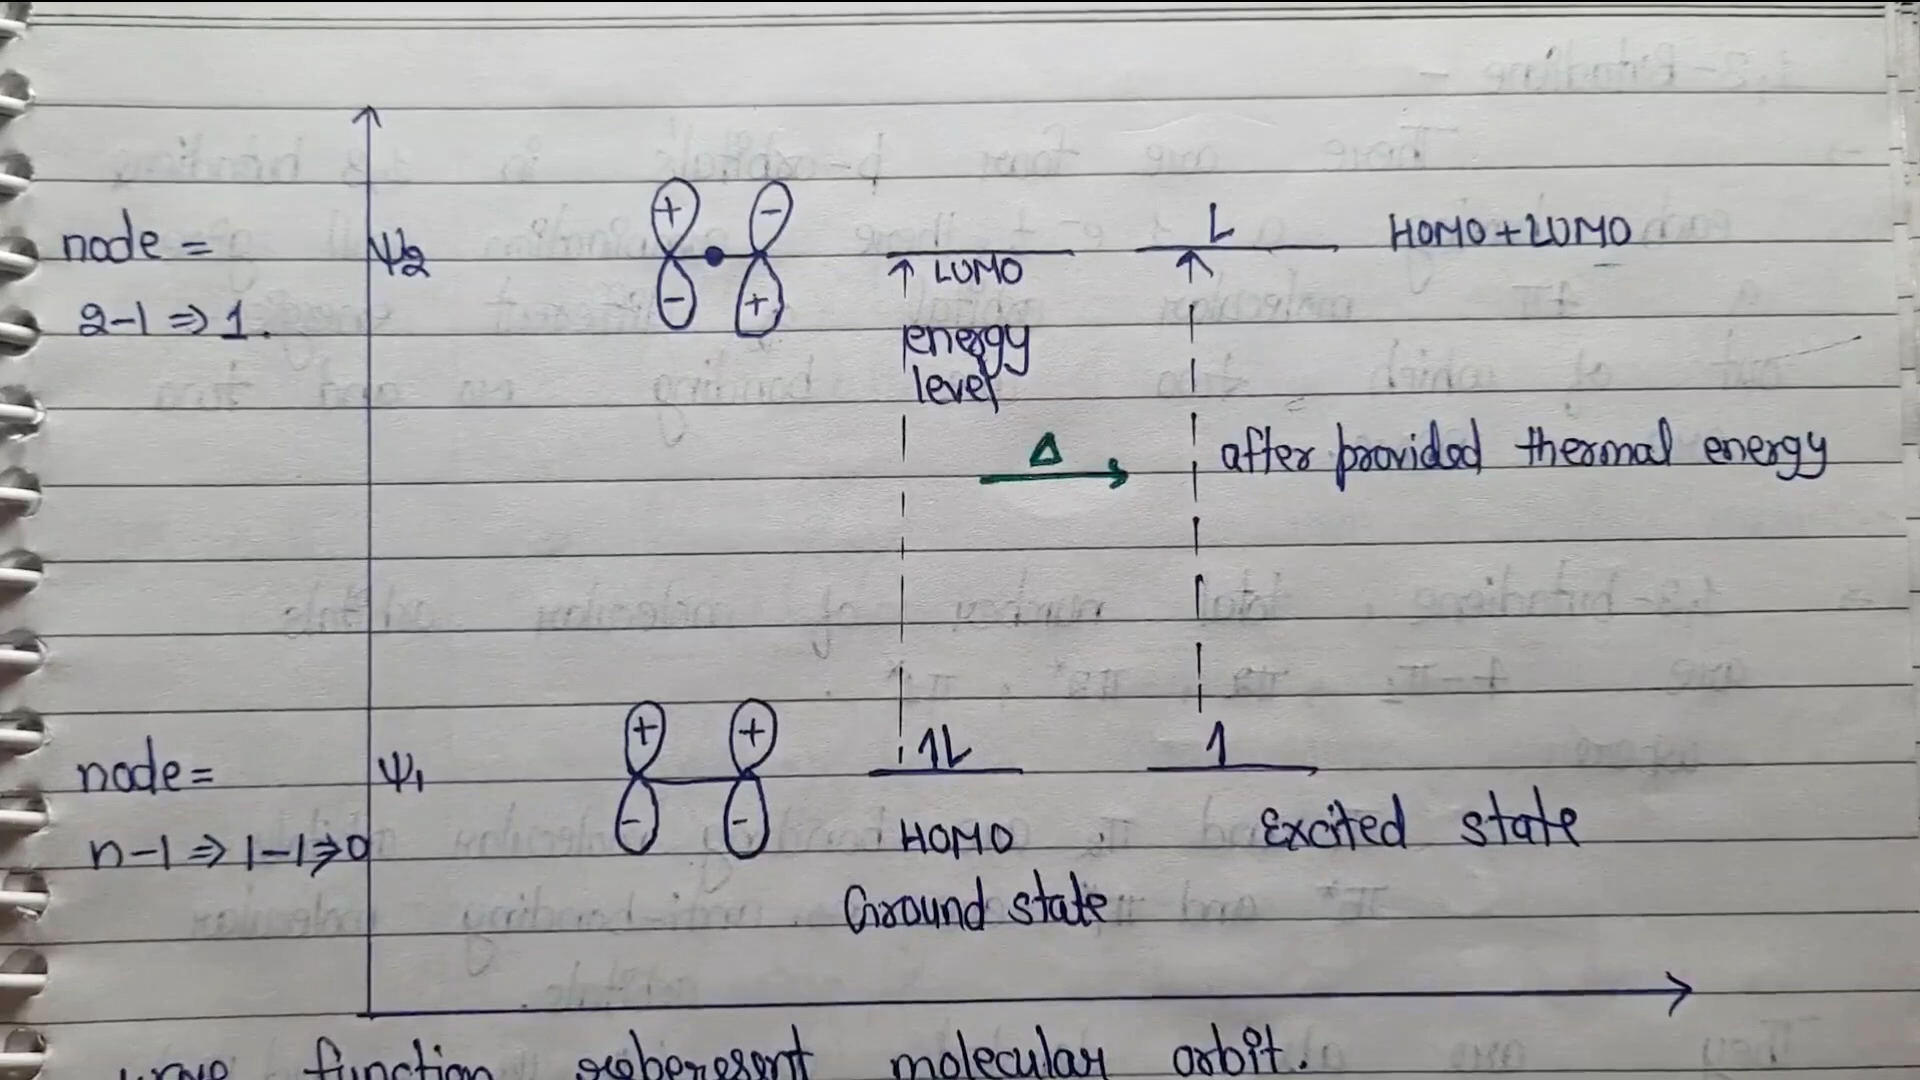 node =
2-1 ⇒ 1.
Ψ2
+ -
- +
LUMO
energy
level
L
HOMO+LUMO
Δ
after provided thermal energy
node =
n-1 ⇒ 1-1 ⇒ 0
Ψ1
+ +
- -
1L
HOMO
Ground state
1
Excited state
function reberesent molecular orbit.